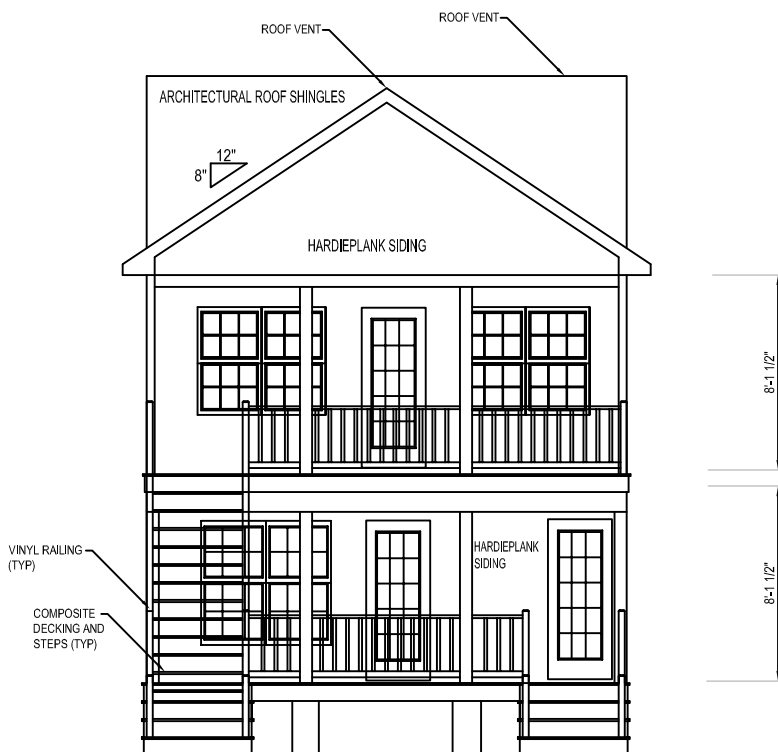 ROOF VENT
ROOF VENT
ARCHITECTURAL ROOF SHINGLES
12"
8"
HARDIEPLANK SIDING
8'-1 1/2"
HARDIEPLANK
SIDING
VINYL RAILING
(TYP)
8'-1 1/2"
COMPOSITE
DECKING AND
STEPS (TYP)